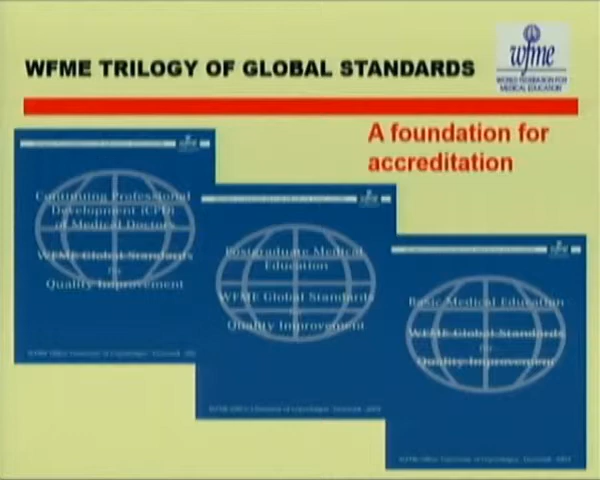 WFME TRILOGY OF GLOBAL STANDARDS
wfme
WORLD FEDERATION FOR
MEDICAL EDUCATION
A foundation for
accreditation
Continuing Professional
Development (CPD)
of Medical Doctors
WFME Global Standards
for
Quality Improvement
Postgraduate Medical
Education
WFME Global Standards
Quality Improvement
Basic Medical Education
WFME Global Standards
for
Quality Improvement